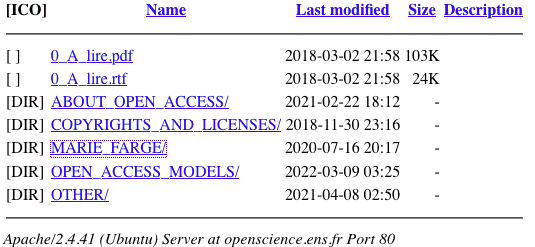 [ICO] Name Last modified Size Description
[ ] 0_A_lire.pdf 2018-03-02 21:58 103K
[ ] 0_A_lire.rtf 2018-03-02 21:58 24K
[DIR] ABOUT_OPEN_ACCESS/ 2021-02-22 18:12 -
[DIR] COPYRIGHTS_AND_LICENSES/ 2018-11-30 23:16 -
[DIR] MARIE_FARGE/ 2020-07-16 20:17 -
[DIR] OPEN_ACCESS_MODELS/ 2022-03-09 03:25 -
[DIR] OTHER/ 2021-04-08 02:50 -
Apache/2.4.41 (Ubuntu) Server at openscience.ens.fr Port 80